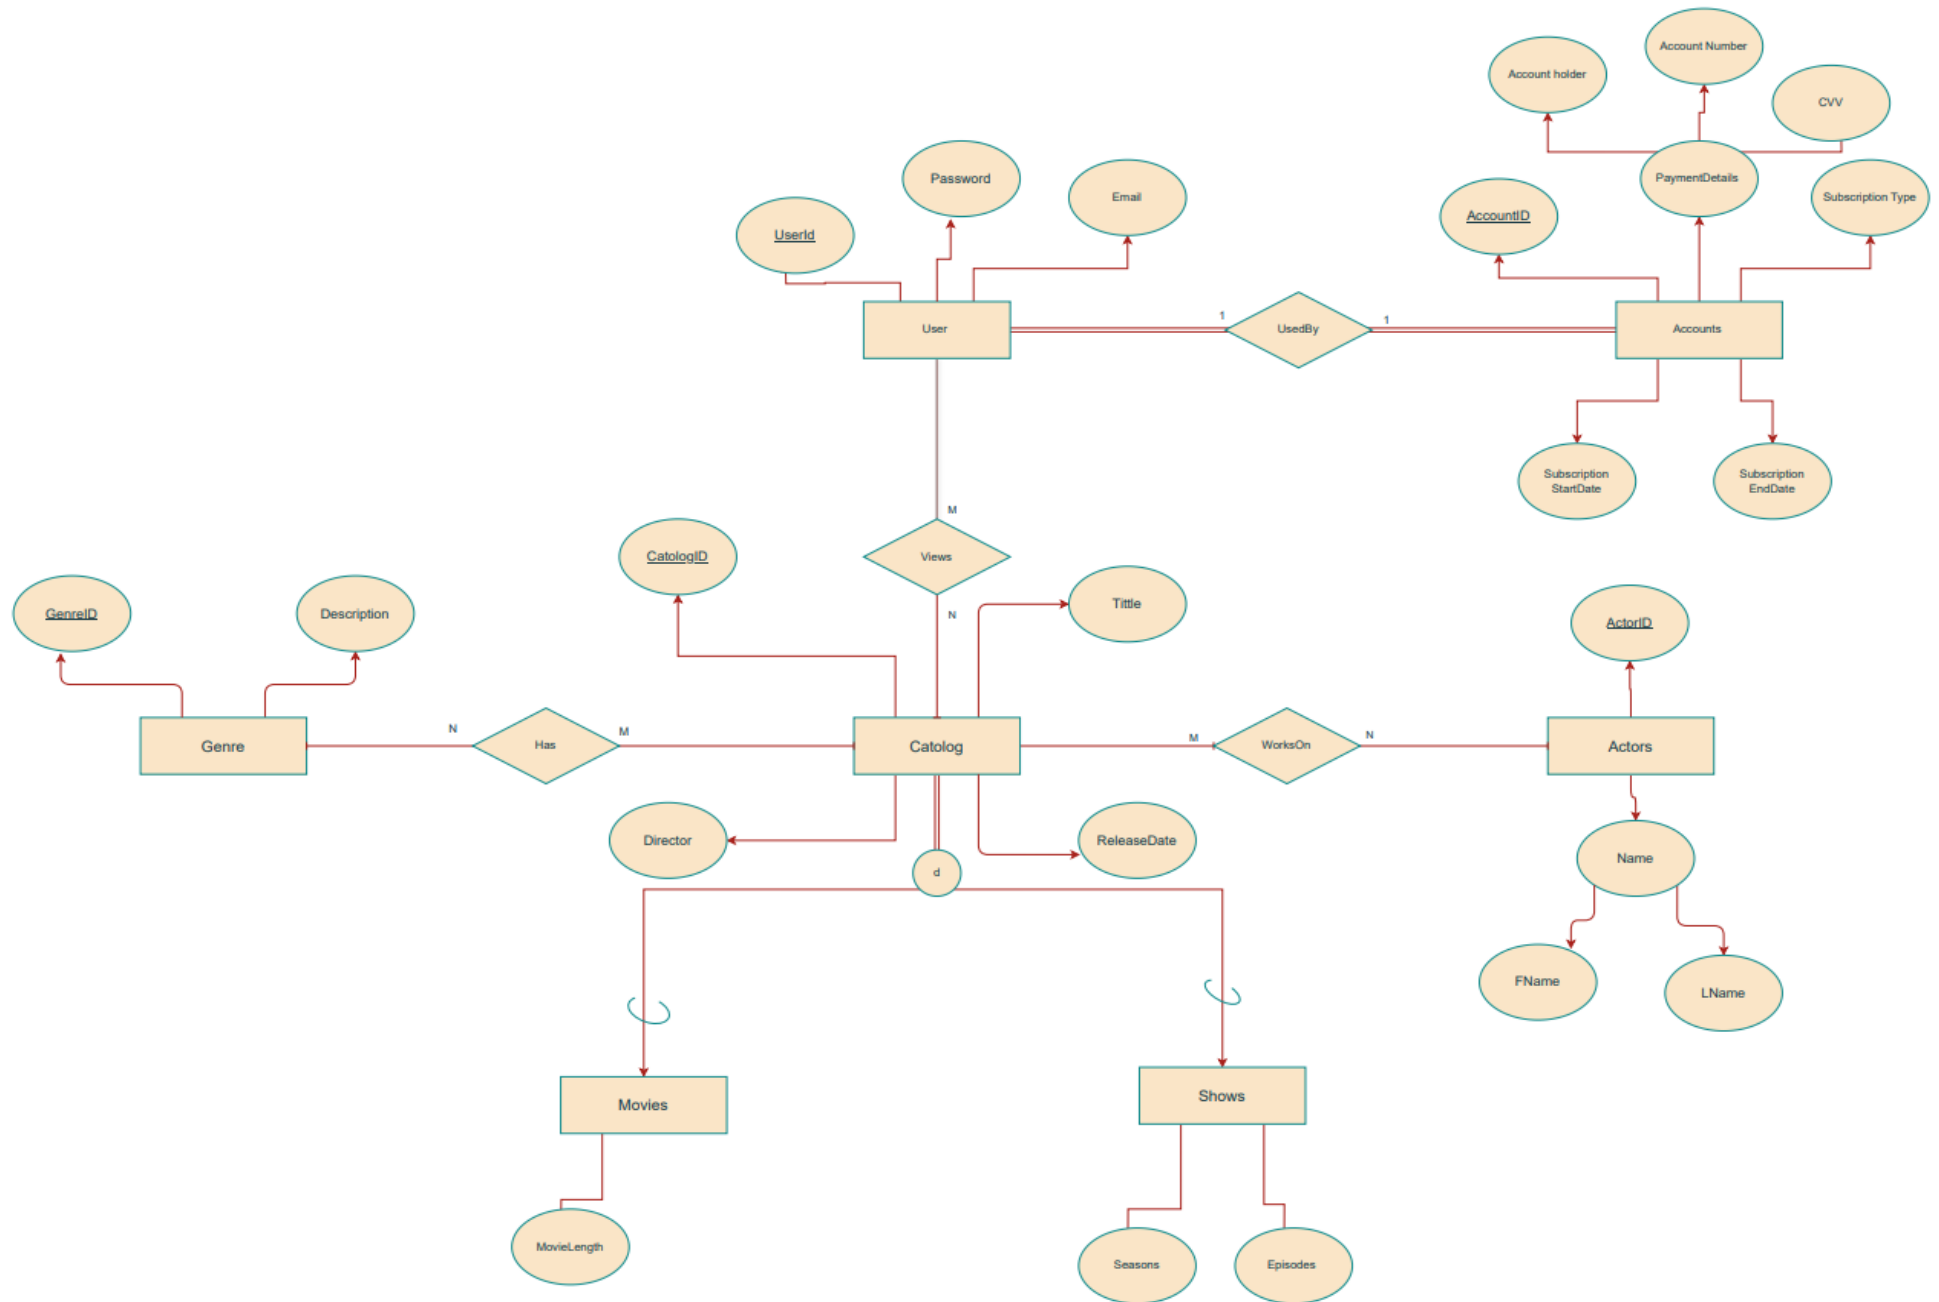 Account Number
Account holder
CVV
Password
PaymentDetails
Email
Subscription Type
AccountID
UserId
1
1
User
UsedBy
Accounts
Subscription
StartDate
Subscription
EndDate
M
CatologID
Views
Tittle
GenreID
Description
N
ActorID
N
M
M
N
Genre
Has
Catolog
WorksOn
Actors
Director
ReleaseDate
d
Name
FName
LName
Movies
Shows
MovieLength
Seasons
Episodes